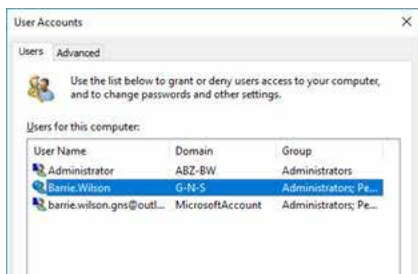 User Accounts
Users Advanced
Use the list below to grant or deny users access to your computer,
and to change passwords and other settings.
Users for this computer:
User Name Domain Group
Administrator ABZ-BW Administrators
Barrie.Wilson G-N-S Administrators; Pe...
barrie.wilson.gns@outl... MicrosoftAccount Administrators; Pe...